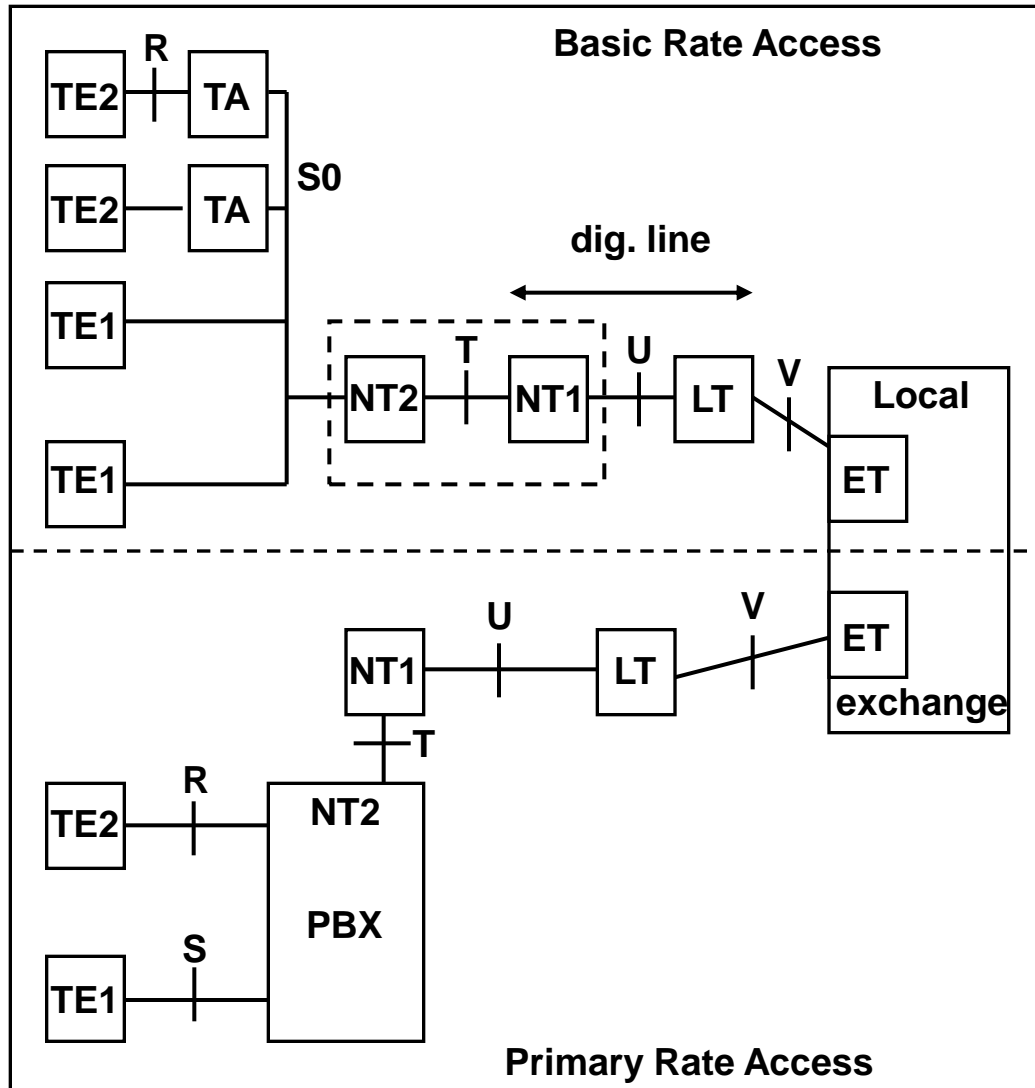 Basic Rate Access
R
TE2
TA
S0
TE2
TA
dig. line
TE1
T
U
V
NT2
NT1
LT
Local
TE1
ET
U
V
ET
NT1
LT
exchange
T
R
NT2
TE2
PBX
S
TE1
Primary Rate Access